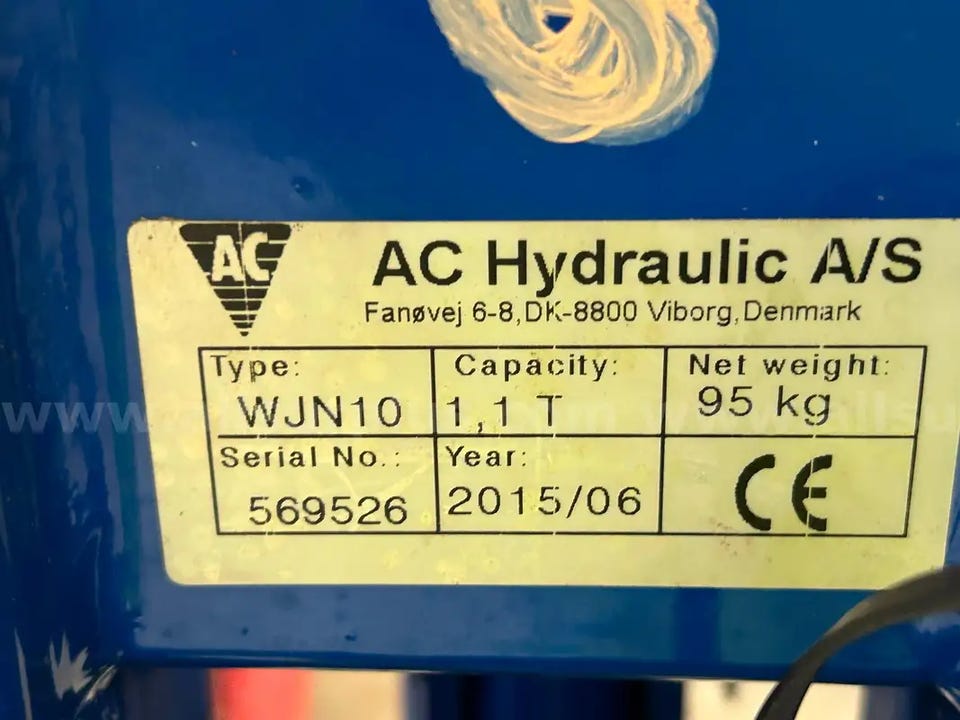 AC
AC Hydraulic A/S
Fanøvej 6-8, DK-8800 Viborg, Denmark
Type: Capacity: Net weight:
WJN10 1,1 T 95 kg
Serial No.: Year:
569526 2015/06 CE